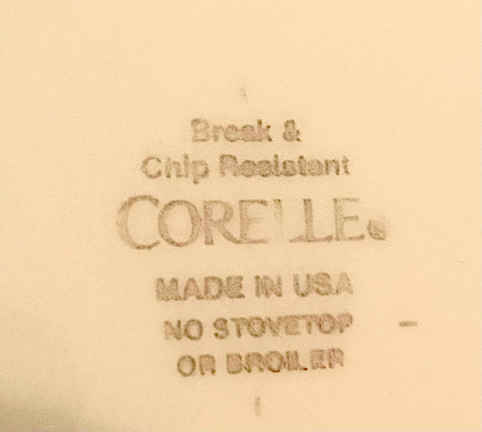 Break &
Chip Resistant
CORELLE®
MADE IN USA
NO STOVETOP
OR BROILER